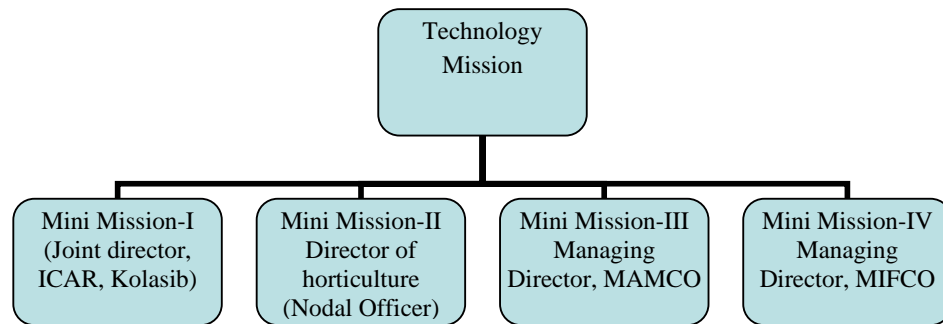 Technology
Mission
Mini Mission-I
(Joint director,
ICAR, Kolasib)
Mini Mission-II
Director of
horticulture
(Nodal Officer)
Mini Mission-III
Managing
Director, MAMCO
Mini Mission-IV
Managing
Director, MIFCO